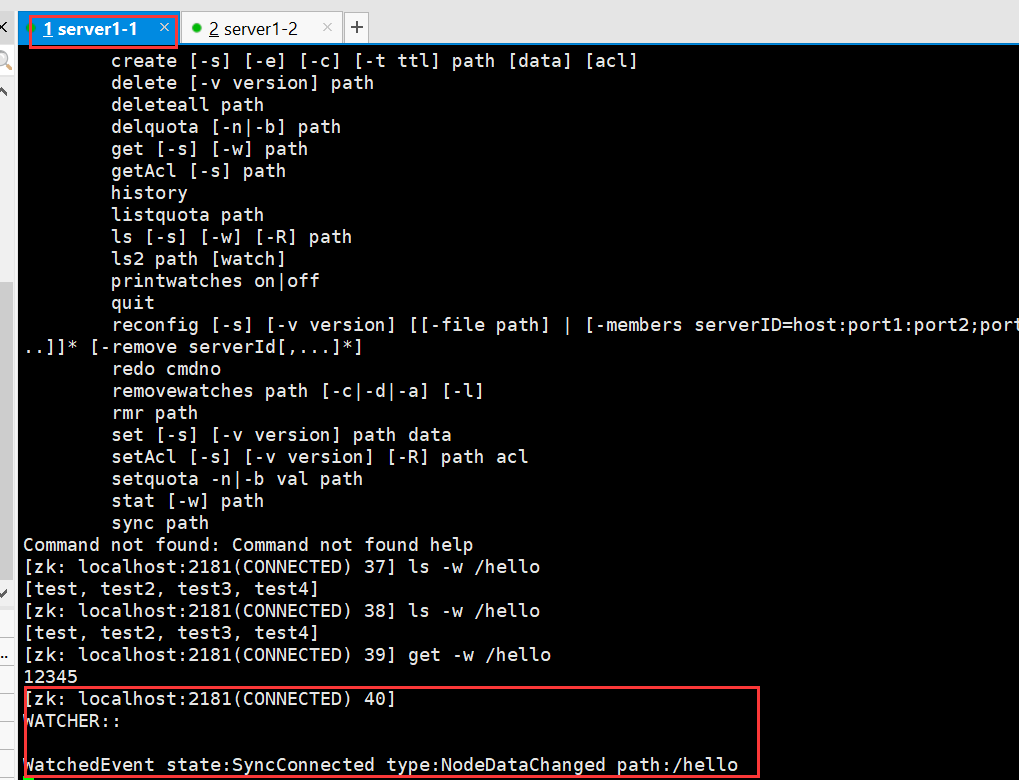 1 server1-1 × 2 server1-2 × +
create [-s] [-e] [-c] [-t ttl] path [data] [acl]
delete [-v version] path
deleteall path
delquota [-n|-b] path
get [-s] [-w] path
getAcl [-s] path
history
listquota path
ls [-s] [-w] [-R] path
ls2 path [watch]
printwatches on|off
quit
reconfig [-s] [-v version] [[-file path] | [-members serverID=host:port1:port2;port
..]]* [-remove serverId[,...]*]
redo cmdno
removewatches path [-c|-d|-a] [-l]
rmr path
set [-s] [-v version] path data
setAcl [-s] [-v version] [-R] path acl
setquota -n|-b val path
stat [-w] path
sync path
Command not found: Command not found help
[zk: localhost:2181(CONNECTED) 37] ls -w /hello
[test, test2, test3, test4]
[zk: localhost:2181(CONNECTED) 38] ls -w /hello
[test, test2, test3, test4]
[zk: localhost:2181(CONNECTED) 39] get -w /hello
12345
[zk: localhost:2181(CONNECTED) 40]
WATCHER::
WatchedEvent state:SyncConnected type:NodeDataChanged path:/hello